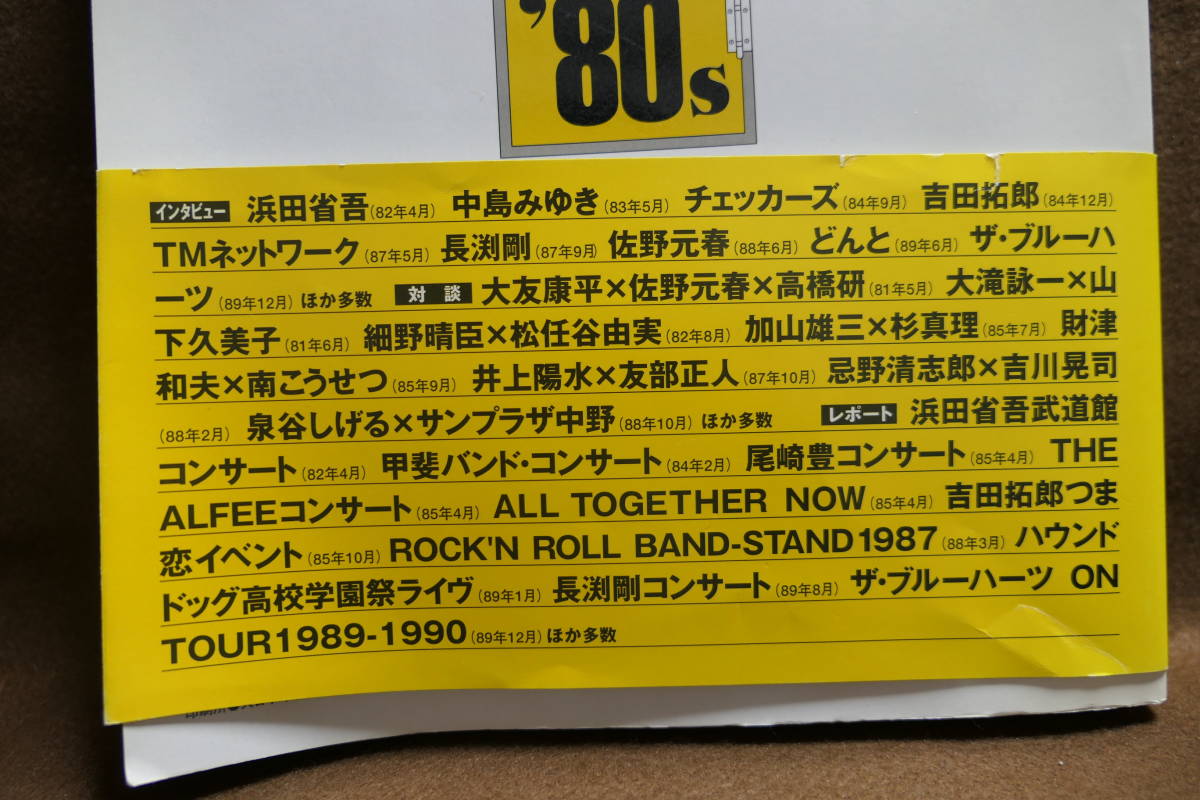 '80s
インタビュー 浜田省吾(82年4月) 中島みゆき(83年5月) チェッカーズ(84年9月) 吉田拓郎(84年12月)
TMネットワーク(87年5月) 長渕剛(87年9月) 佐野元春(88年6月) どんと(89年6月) ザ・ブルーハ
ーツ(89年12月) ほか多数 対談 大友康平×佐野元春×高橋研(81年5月) 大滝詠一×山
下久美子(81年6月) 細野晴臣×松任谷由実(82年8月) 加山雄三×杉真理(85年7月) 財津
和夫×南こうせつ(85年9月) 井上陽水×友部正人(87年10月) 忌野清志郎×吉川晃司
(88年2月) 泉谷しげる×サンプラザ中野(88年10月) ほか多数 レポート 浜田省吾武道館
コンサート(82年4月) 甲斐バンド・コンサート(84年2月) 尾崎豊コンサート(85年4月) THE
ALFEEコンサート(85年4月) ALL TOGETHER NOW(85年4月) 吉田拓郎つま
恋イベント(85年10月) ROCK'N ROLL BAND-STAND1987(88年3月) ハウンド
ドッグ高校学園祭ライヴ(89年1月) 長渕剛コンサート(89年8月) ザ・ブルーハーツ ON
TOUR1989-1990(89年12月) ほか多数